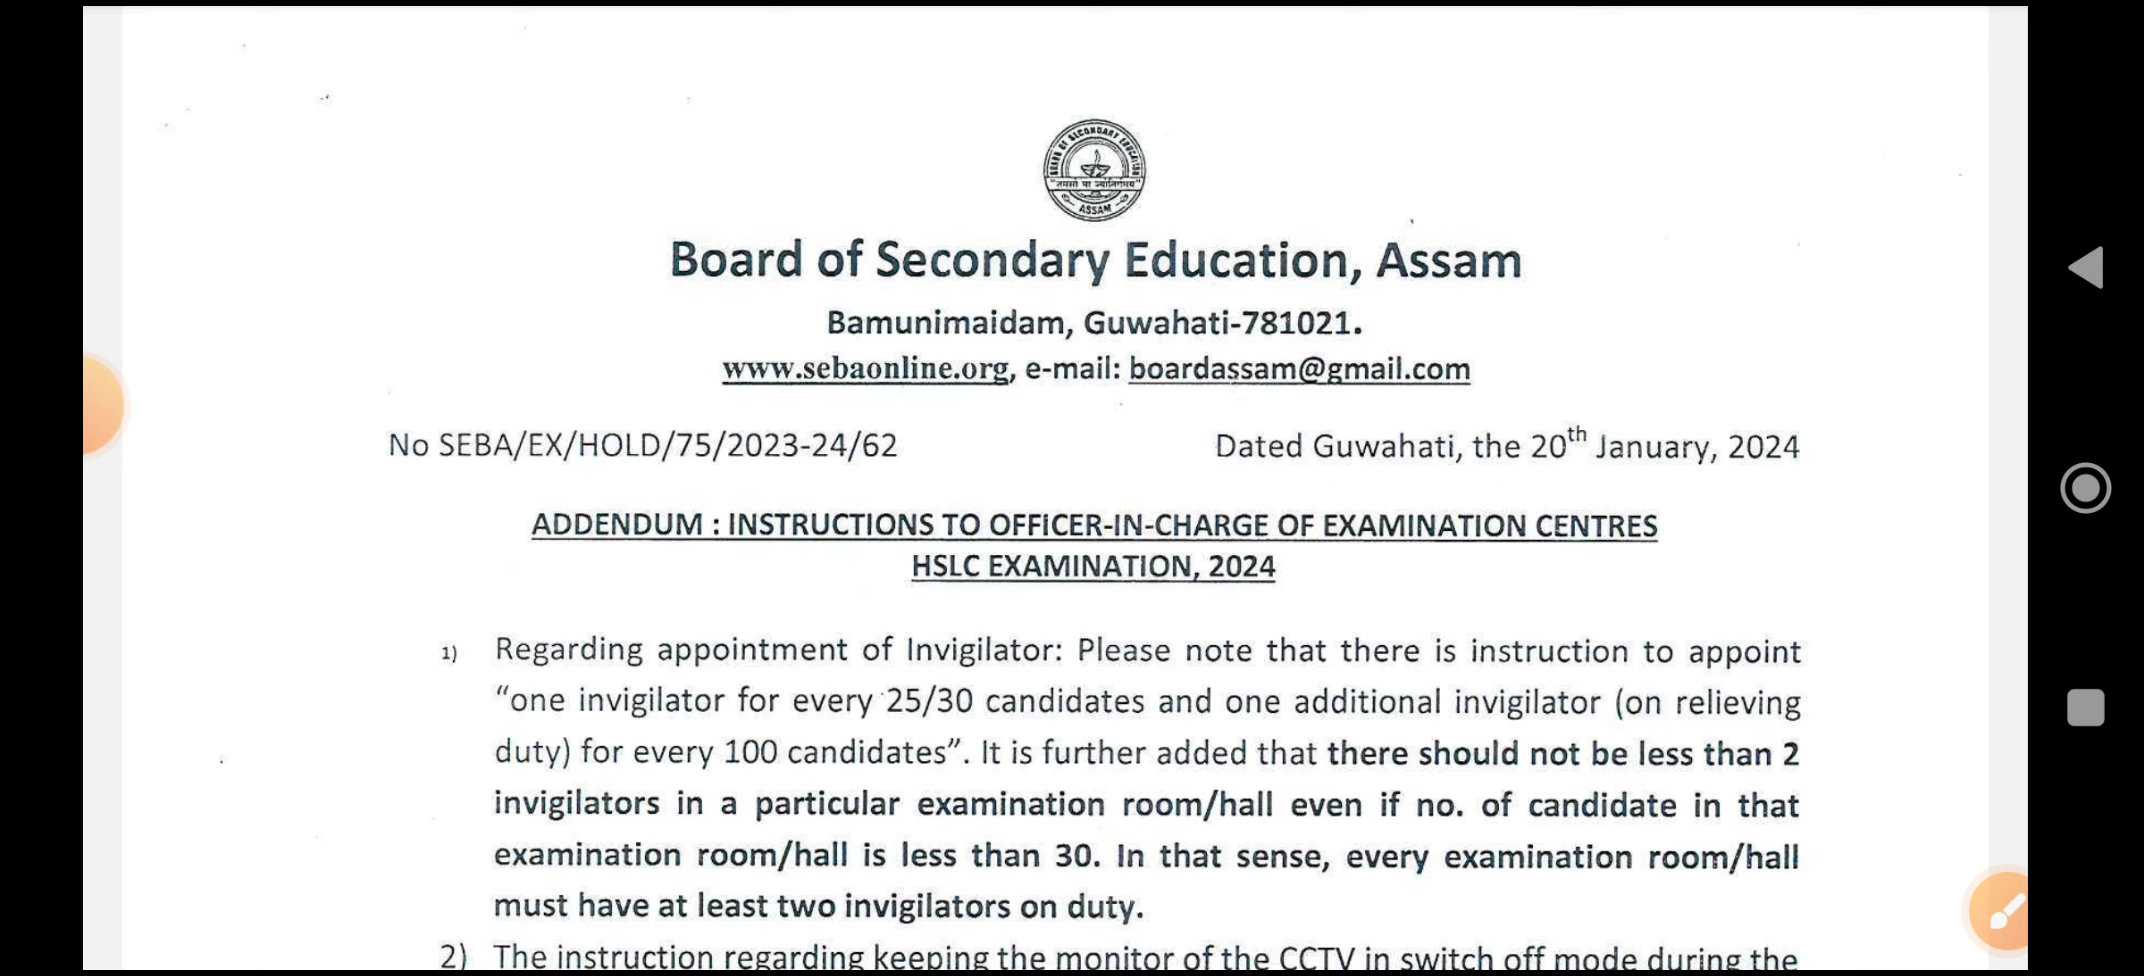 BOARD OF SECONDARY EDUCATION
ASSAM
Board of Secondary Education, Assam
Bamunimaidam, Guwahati-781021.
www.sebaonline.org, e-mail: boardassam@gmail.com
No SEBA/EX/HOLD/75/2023-24/62 Dated Guwahati, the 20th January, 2024
ADDENDUM : INSTRUCTIONS TO OFFICER-IN-CHARGE OF EXAMINATION CENTRES
HSLC EXAMINATION, 2024
1) Regarding appointment of Invigilator: Please note that there is instruction to appoint
“one invigilator for every 25/30 candidates and one additional invigilator (on relieving
duty) for every 100 candidates”. It is further added that there should not be less than 2
invigilators in a particular examination room/hall even if no. of candidate in that
examination room/hall is less than 30. In that sense, every examination room/hall
must have at least two invigilators on duty.
2) The instruction regarding keeping the monitor of the CCTV in switch off mode during the